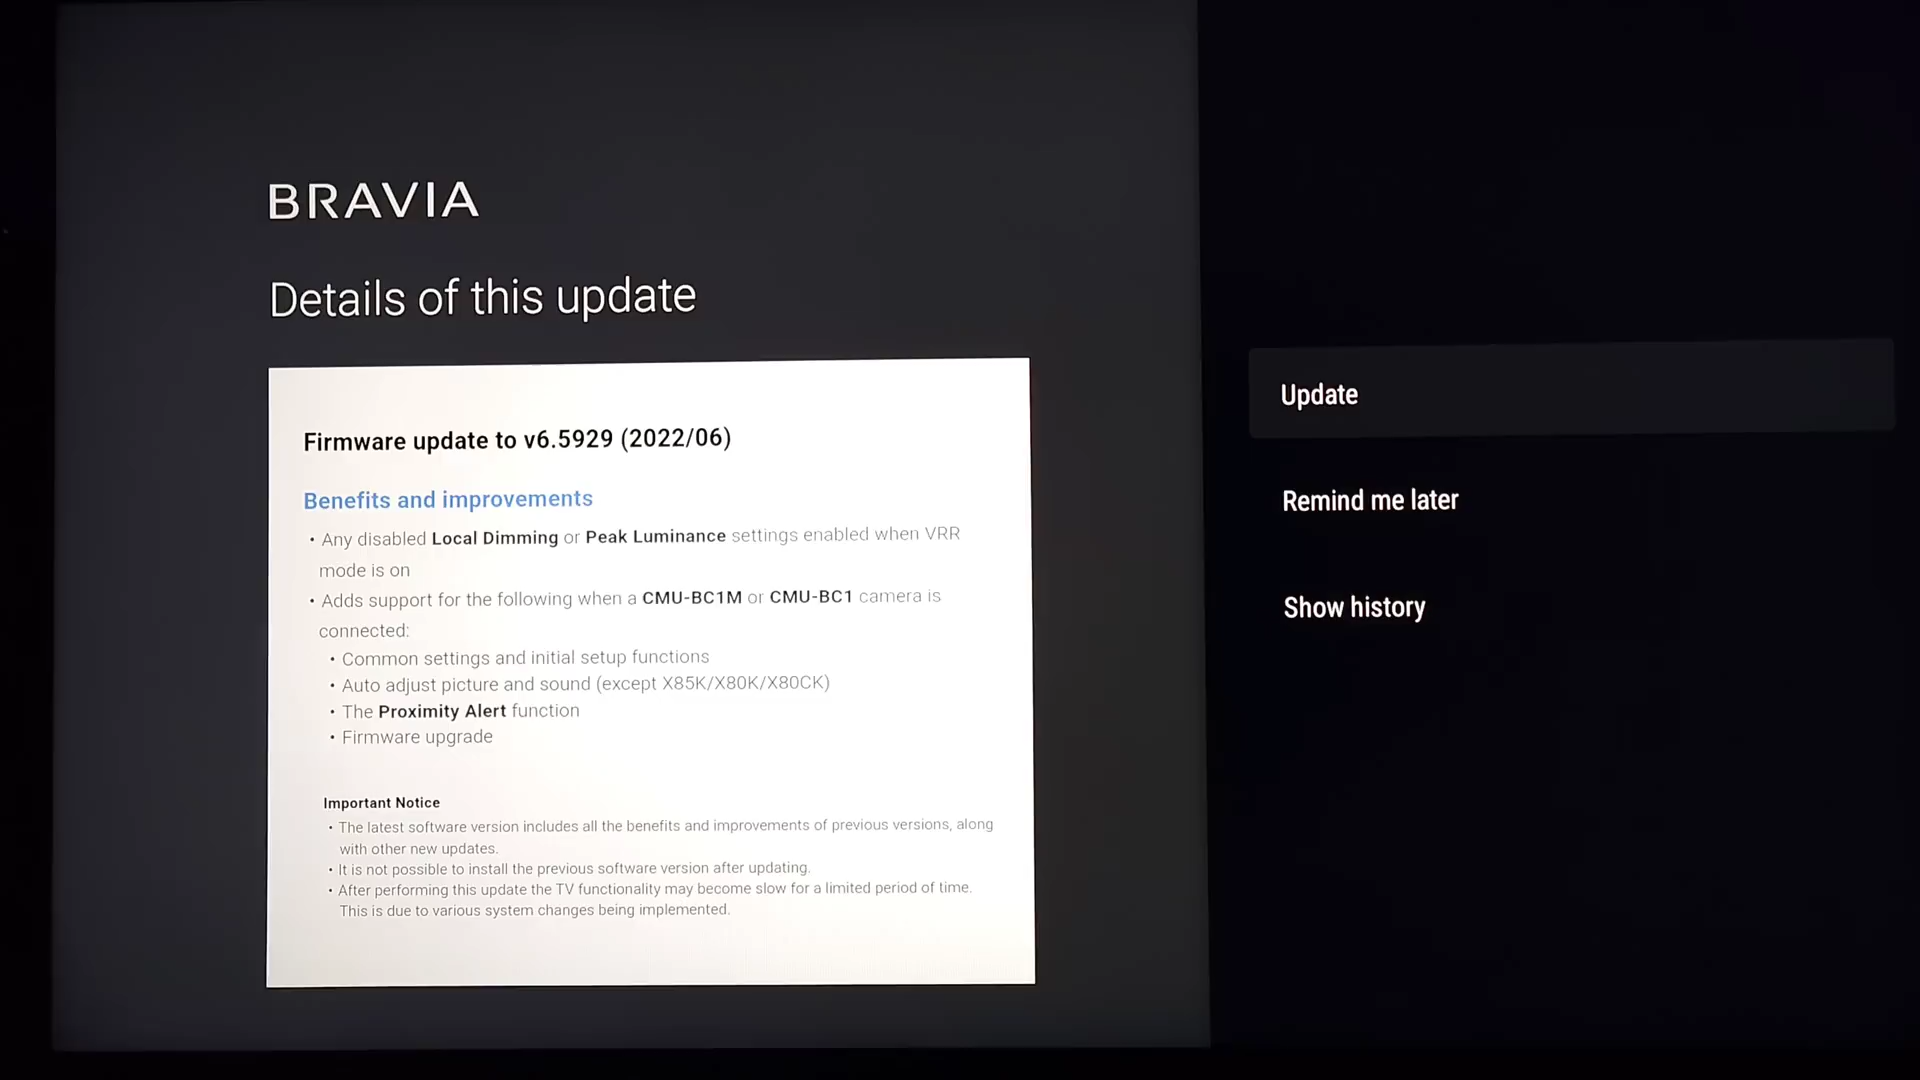 BRAVIA
Details of this update
Firmware update to v6.5929 (2022/06)
Benefits and improvements
• Any disabled Local Dimming or Peak Luminance settings enabled when VRR
mode is on
• Adds support for the following when a CMU-BC1M or CMU-BC1 camera is
connected:
• Common settings and initial setup functions
• Auto adjust picture and sound (except X85K/X80K/X80CK)
• The Proximity Alert function
• Firmware upgrade
Important Notice
• The latest software version includes all the benefits and improvements of previous versions, along
with other new updates.
• It is not possible to install the previous software version after updating.
• After performing this update the TV functionality may become slow for a limited period of time.
This is due to various system changes being implemented.
Update
Remind me later
Show history